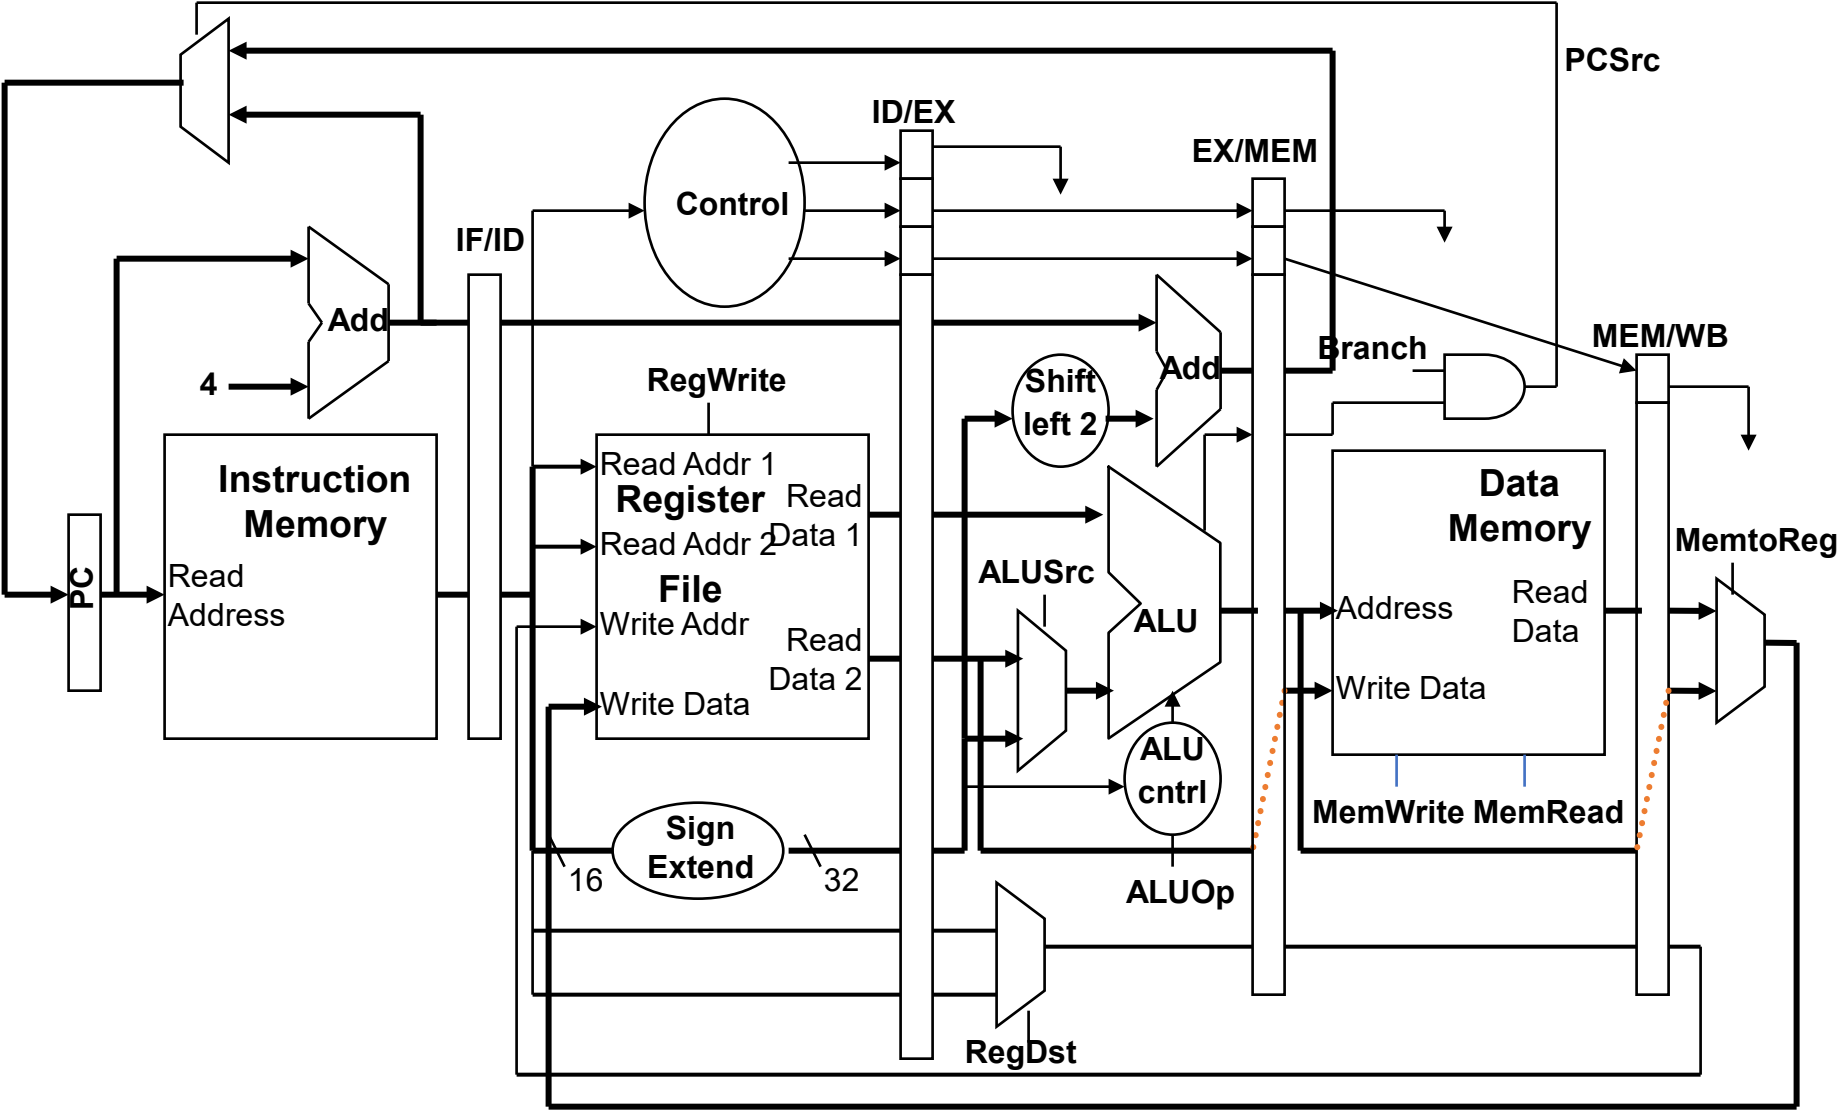 PCSrc
ID/EX
EX/MEM
Control
IF/ID
Add
4
RegWrite
Branch
MEM/WB
Shift
left 2
Add
Instruction
Memory
Read
Address
PC
Read Addr 1
Register
Read
Data 1
Read Addr 2
File
Write Addr
Read
Data 2
Write Data
ALUSrc
ALU
Data
Memory
Address
Read
Data
Write Data
MemtoReg
ALU
cntrl
MemWrite MemRead
Sign
Extend
16
32
ALUOp
RegDst